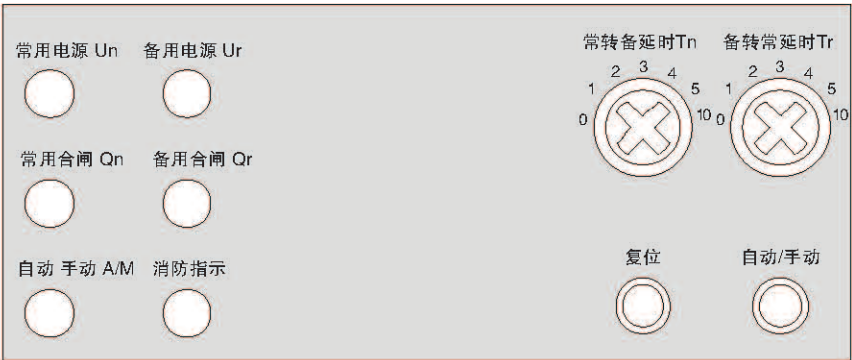 常用电源 Un 备用电源 Ur
常转备延时Tn 备转常延时Tr
0 1 2 3 4 5 10
0 1 2 3 4 5 10
常用合闸 Qn 备用合闸 Qr
自动 手动 A/M 消防指示
复位 自动/手动